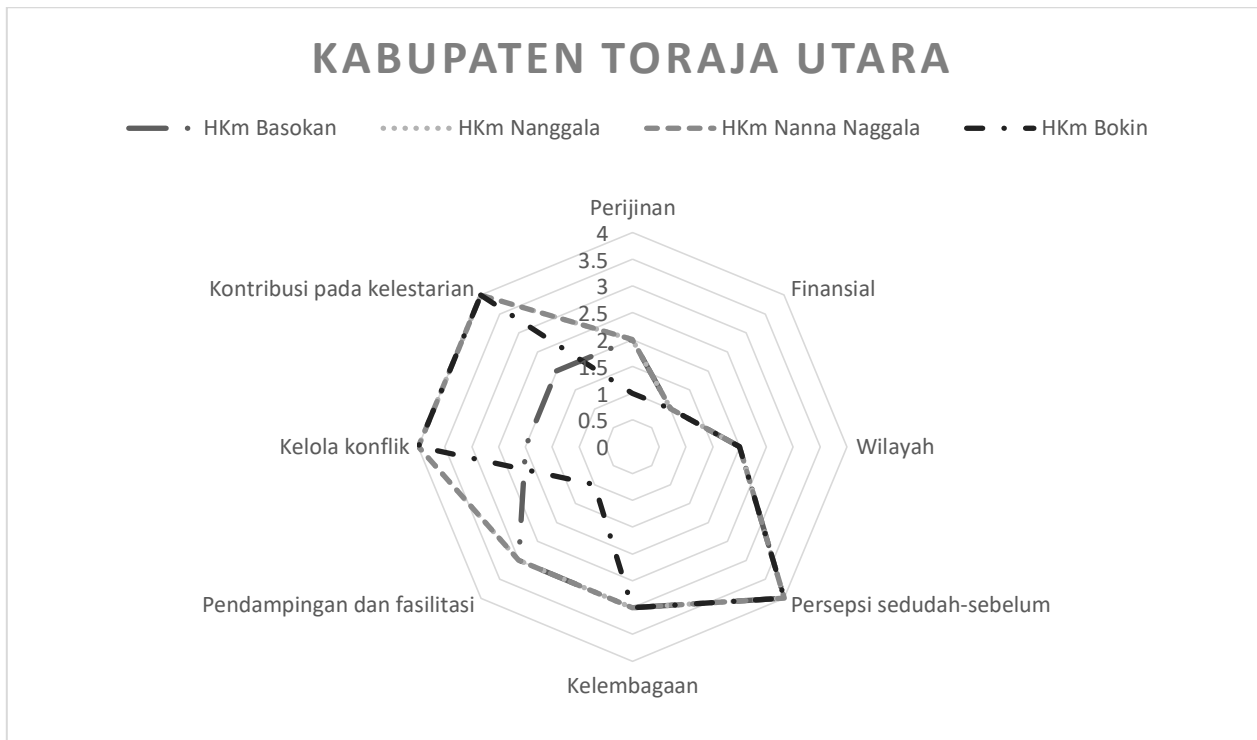 KABUPATEN TORAJA UTARA
HKm Basokan HKm Nanggala HKm Nanna Naggala HKm Bokin
Perijinan
4
3.5
3
2.5
2
1.5
1
0.5
0
Finansial
Wilayah
Persepsi sedudah-sebelum
Kelembagaan
Pendampingan dan fasilitasi
Kelola konflik
Kontribusi pada kelestarian